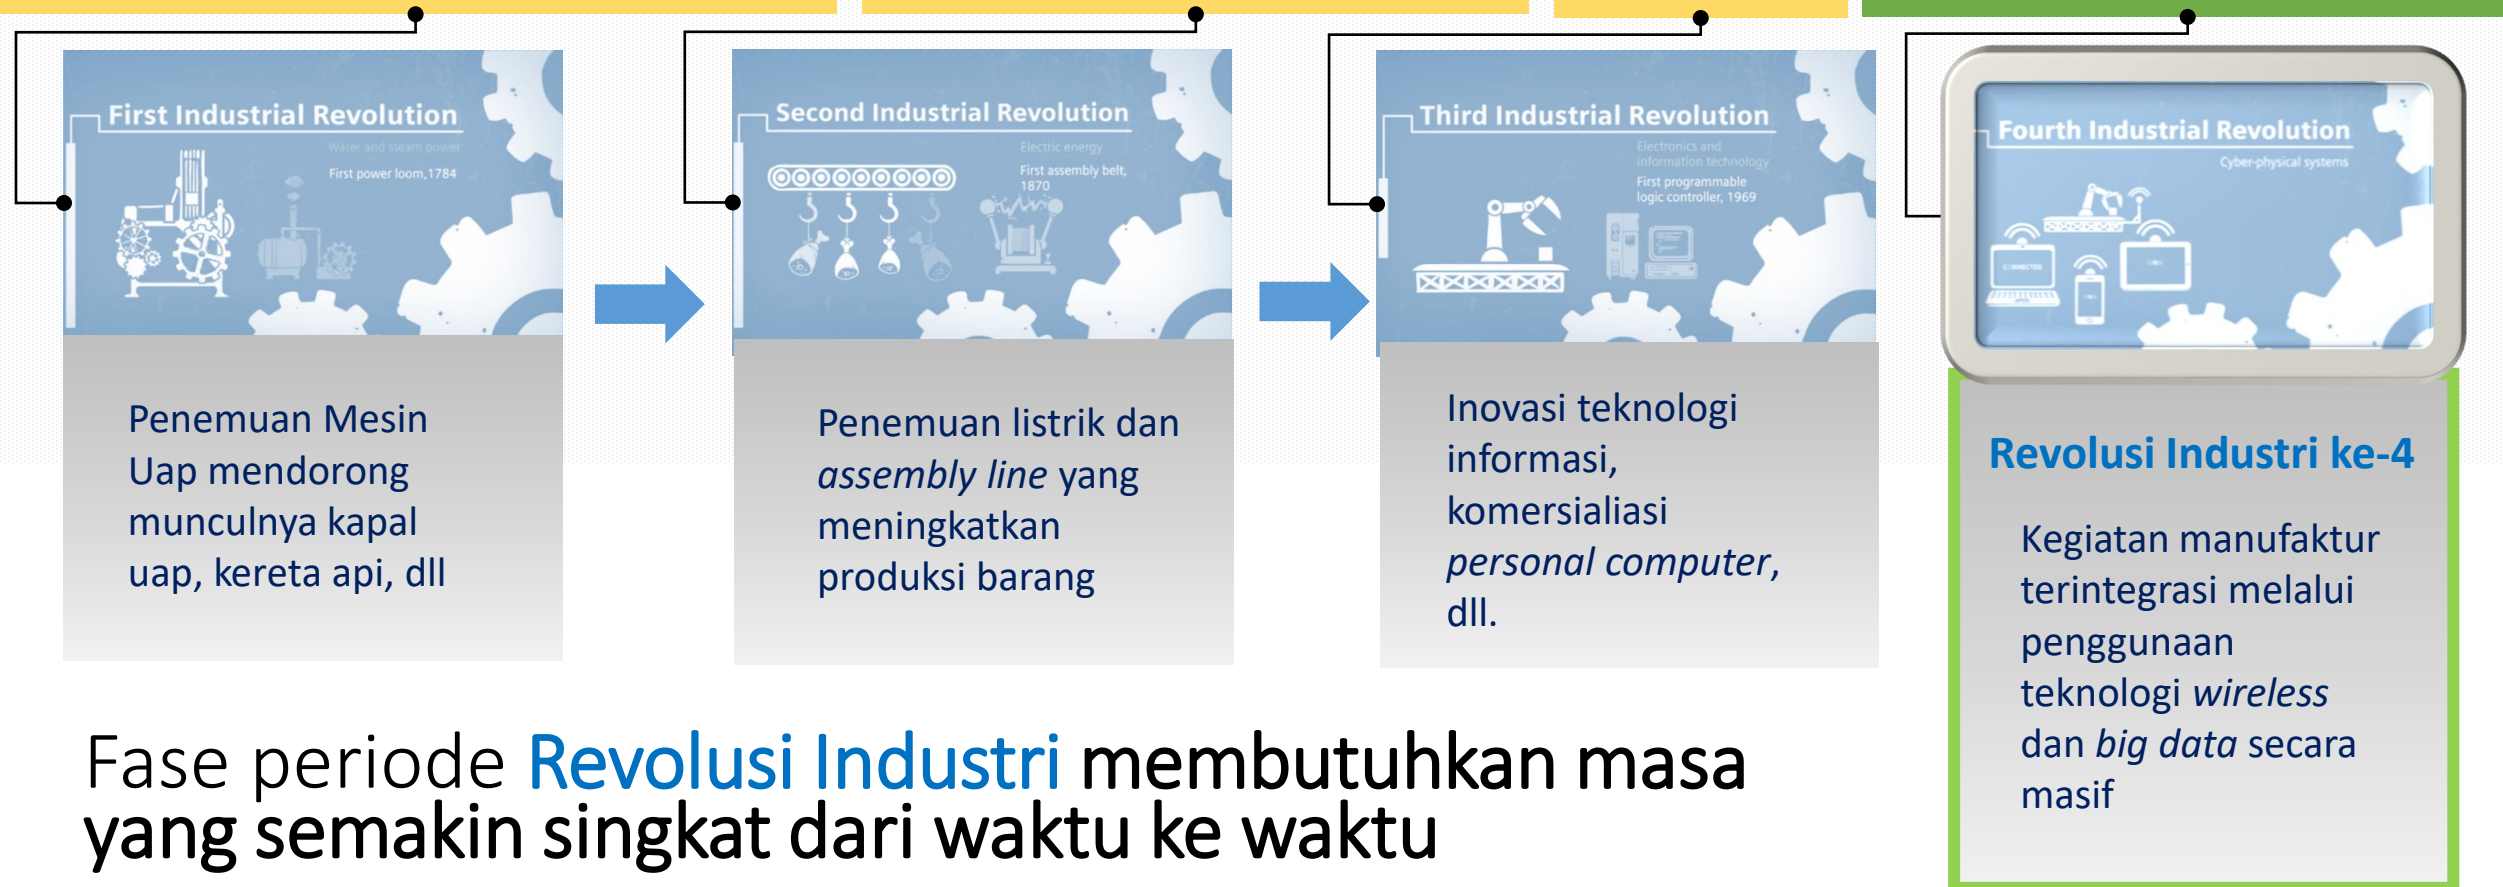 First Industrial Revolution
Water and steam power
First power loom, 1784
Second Industrial Revolution
Electric energy
First assembly belt,
1870
Third Industrial Revolution
Electronics and
information technology
First programmable
logic controller, 1969
Fourth Industrial Revolution
Cyber-physical systems
CONNECTED
Penemuan Mesin
Uap mendorong
munculnya kapal
uap, kereta api, dll
Penemuan listrik dan
assembly line yang
meningkatkan
produksi barang
Inovasi teknologi
informasi,
komersialiasi
personal computer,
dll.
Revolusi Industri ke-4
Kegiatan manufaktur
terintegrasi melalui
penggunaan
teknologi wireless
dan big data secara
masif
Fase periode Revolusi Industri membutuhkan masa
yang semakin singkat dari waktu ke waktu